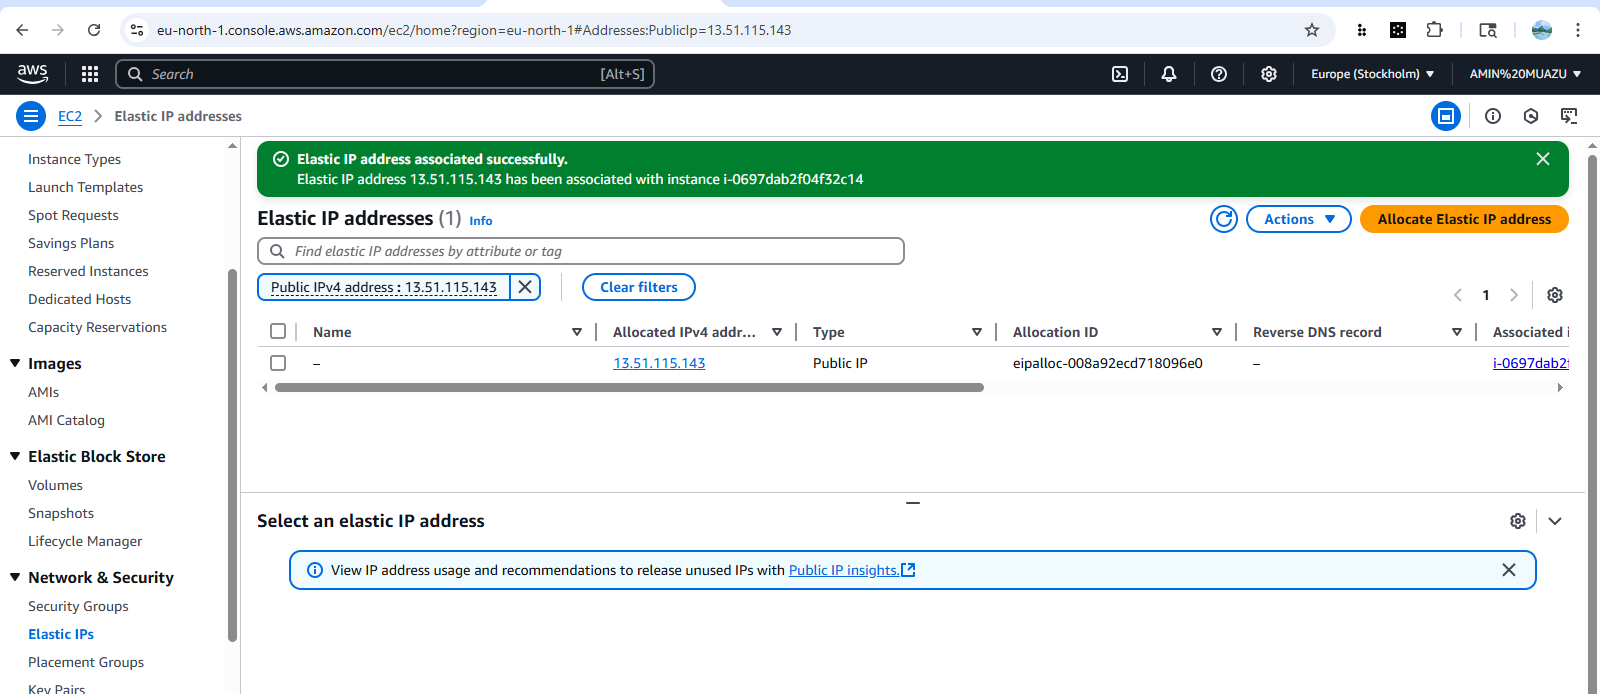 eu-north-1.console.aws.amazon.com/ec2/home?region=eu-north-1#Addresses:PublicIp=13.51.115.143
aws
Search
[Alt+S]
Europe (Stockholm)
AMIN%20MUAZU
EC2
Elastic IP addresses
Instance Types
Launch Templates
Spot Requests
Savings Plans
Reserved Instances
Dedicated Hosts
Capacity Reservations
Images
AMIs
AMI Catalog
Elastic Block Store
Volumes
Snapshots
Lifecycle Manager
Network & Security
Security Groups
Elastic IPs
Placement Groups
Key Pairs
Elastic IP address associated successfully.
Elastic IP address 13.51.115.143 has been associated with instance i-0697dab2f04f32c14
Elastic IP addresses (1) Info
Actions
Allocate Elastic IP address
Find elastic IP addresses by attribute or tag
Public IPv4 address : 13.51.115.143
Clear filters
1
Name Allocated IPv4 addr... Type Allocation ID Reverse DNS record Associated i
– 13.51.115.143 Public IP eipalloc-008a92ecd718096e0 – i-0697dab2f
Select an elastic IP address
View IP address usage and recommendations to release unused IPs with Public IP insights.